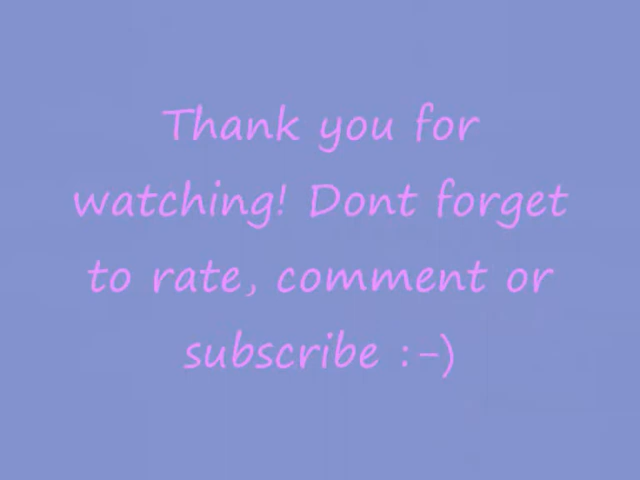 Thank you for
watching! Dont forget
to rate, comment or
subscribe :-)